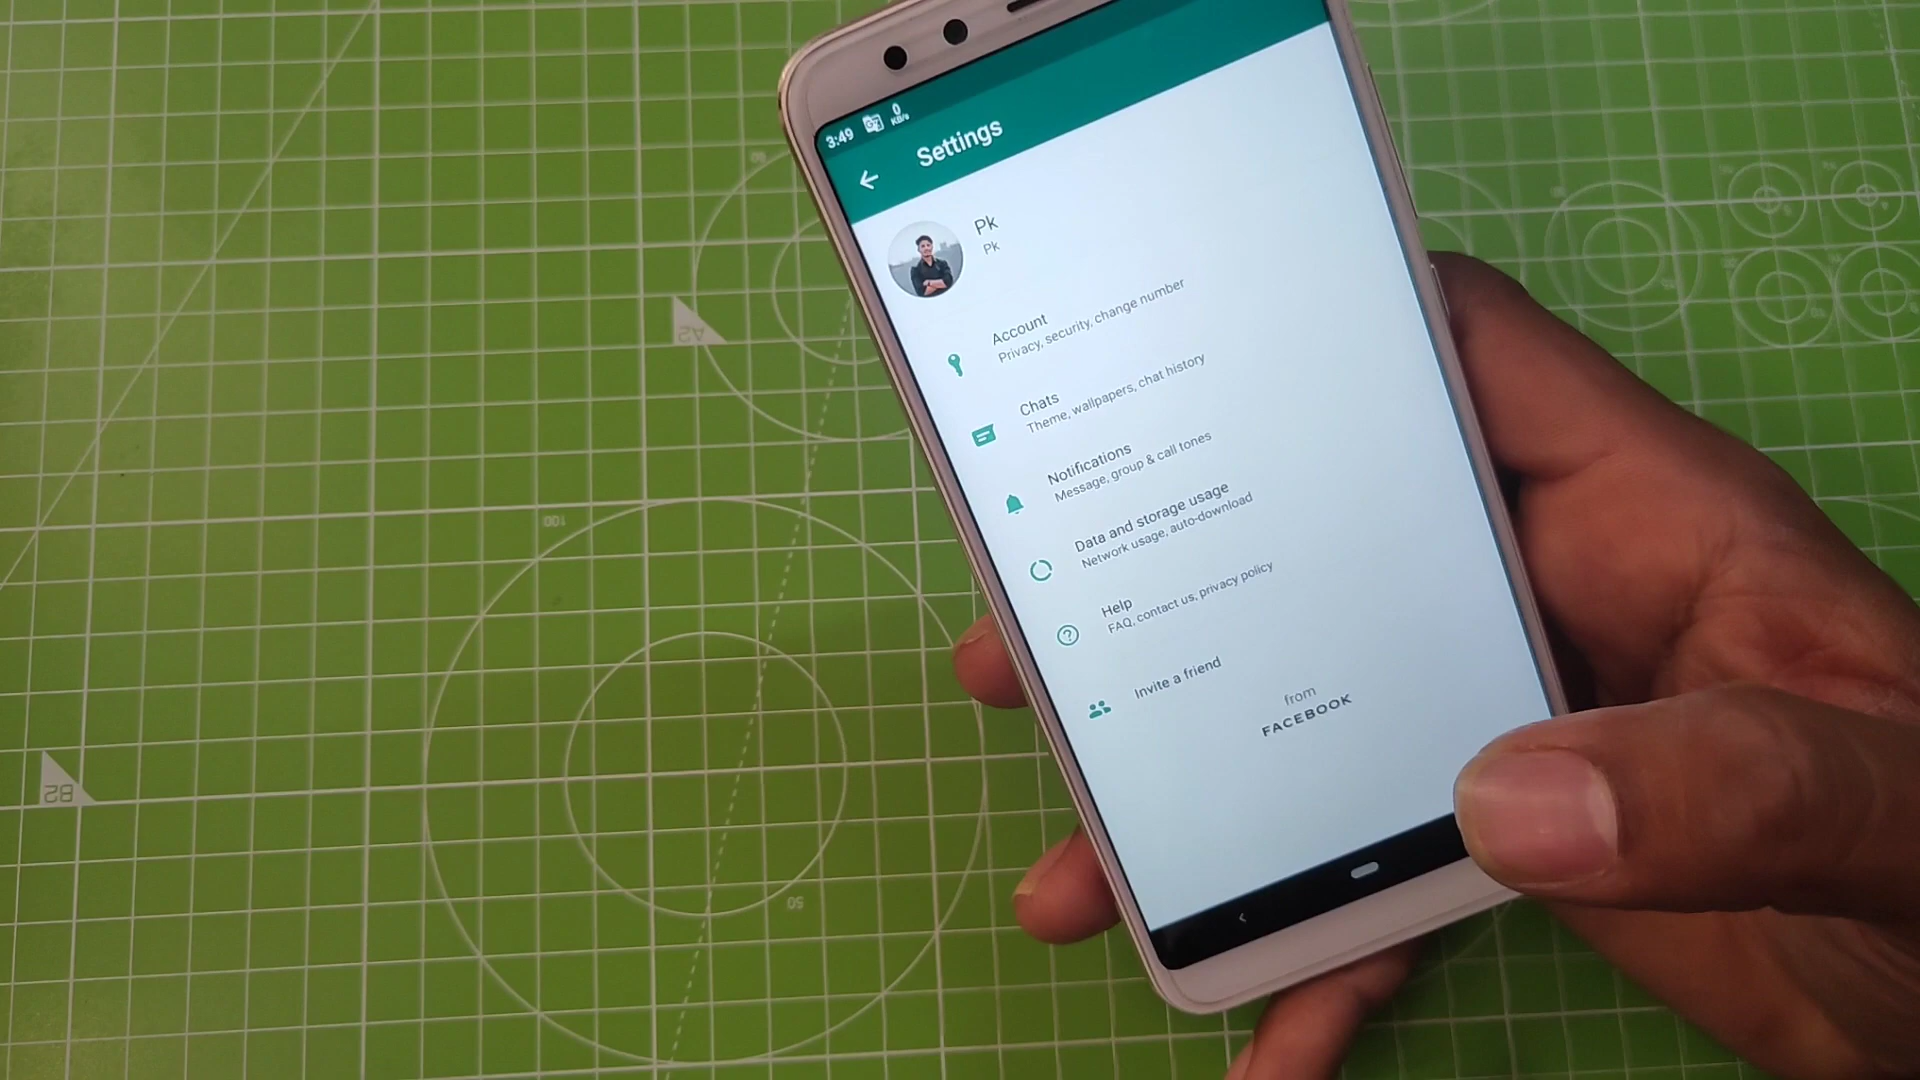 3:49
0
KB/s
Settings
Pk
Pk
Account
Privacy, security, change number
Chats
Theme, wallpapers, chat history
Notifications
Message, group & call tones
Data and storage usage
Network usage, auto-download
Help
FAQ, contact us, privacy policy
Invite a friend
from
FACEBOOK
A2
B2
100
50